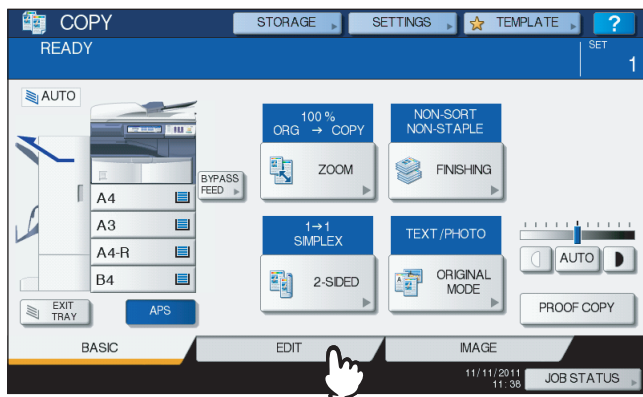 COPY
STORAGE
SETTINGS
TEMPLATE
?
READY
SET
1
AUTO
100 %
ORG → COPY
ZOOM
NON-SORT
NON-STAPLE
FINISHING
BYPASS
FEED
A4
A3
A4-R
B4
1→1
SIMPLEX
2-SIDED
TEXT/PHOTO
ORIGINAL
MODE
AUTO
EXIT
TRAY
APS
PROOF COPY
BASIC
EDIT
IMAGE
11/11/2011
11:38
JOB STATUS